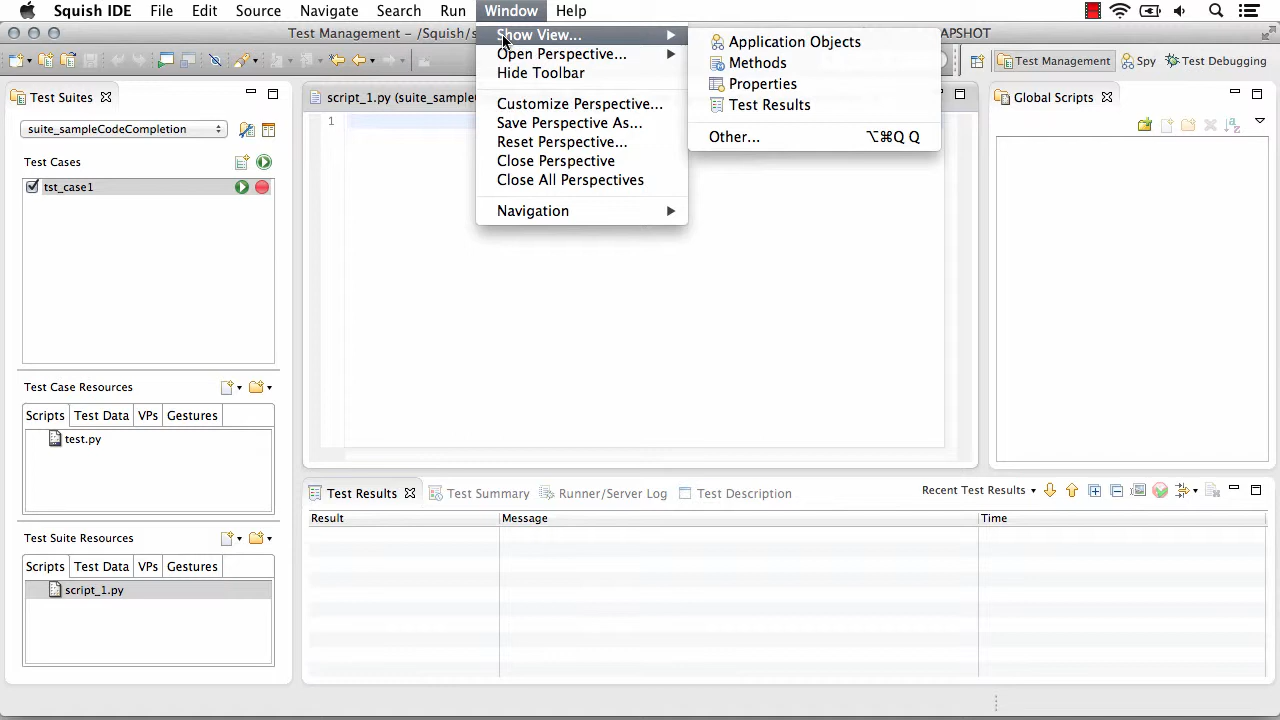 Squish IDE File Edit Source Navigate Search Run Window Help
Test Management - /Squish/s
APSHOT
Show View...
Open Perspective...
Hide Toolbar
Customize Perspective...
Save Perspective As...
Reset Perspective...
Close Perspective
Close All Perspectives
Navigation
Application Objects
Methods
Properties
Test Results
Other... ⌥⌘Q Q
Test Management Spy Test Debugging
Test Suites
suite_sampleCodeCompletion
Test Cases
tst_case1
Test Case Resources
Scripts Test Data VPs Gestures
test.py
Test Suite Resources
Scripts Test Data VPs Gestures
script_1.py
script_1.py (suite_sample
1
Global Scripts
Test Results Test Summary Runner/Server Log Test Description
Recent Test Results
Result Message Time